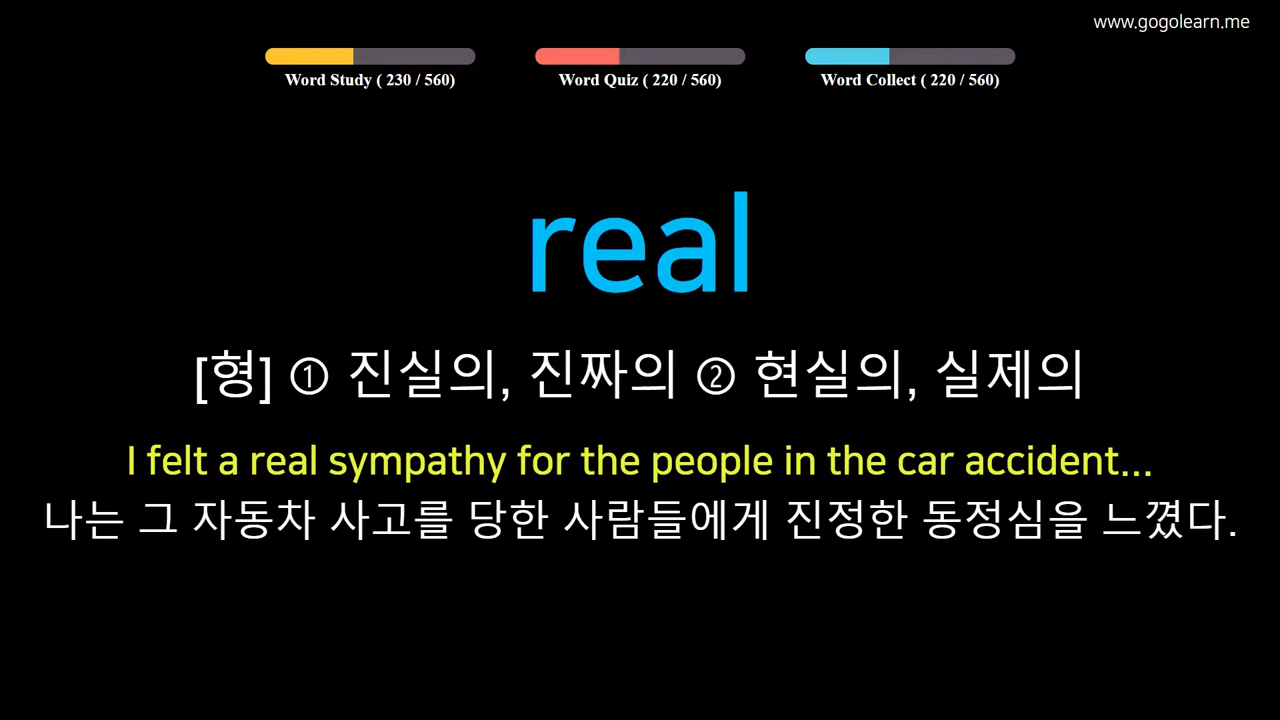 www.gogolearn.me
Word Study ( 230 / 560)
Word Quiz ( 220 / 560)
Word Collect ( 220 / 560)
real
[형] ① 진실의, 진짜의 ② 현실의, 실제의
I felt a real sympathy for the people in the car accident...
나는 그 자동차 사고를 당한 사람들에게 진정한 동정심을 느꼈다.